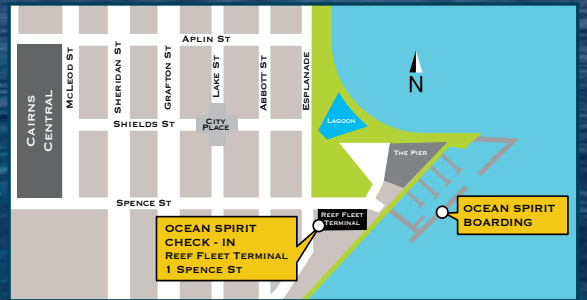 APLIN ST
MCLEOD ST
SHERIDAN ST
GRAFTON ST
LAKE ST
ABBOTT ST
ESPLANADE
N
CAIRNS
CENTRAL
LAGOON
SHIELDS ST
CITY
PLACE
THE PIER
SPENCE ST
REEF FLEET
TERMINAL
OCEAN SPIRIT
BOARDING
OCEAN SPIRIT
CHECK - IN
REEF FLEET TERMINAL
1 SPENCE ST